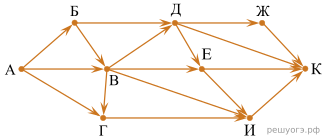 Б Д Ж
А В Е К
Г И
решуогэ.рф